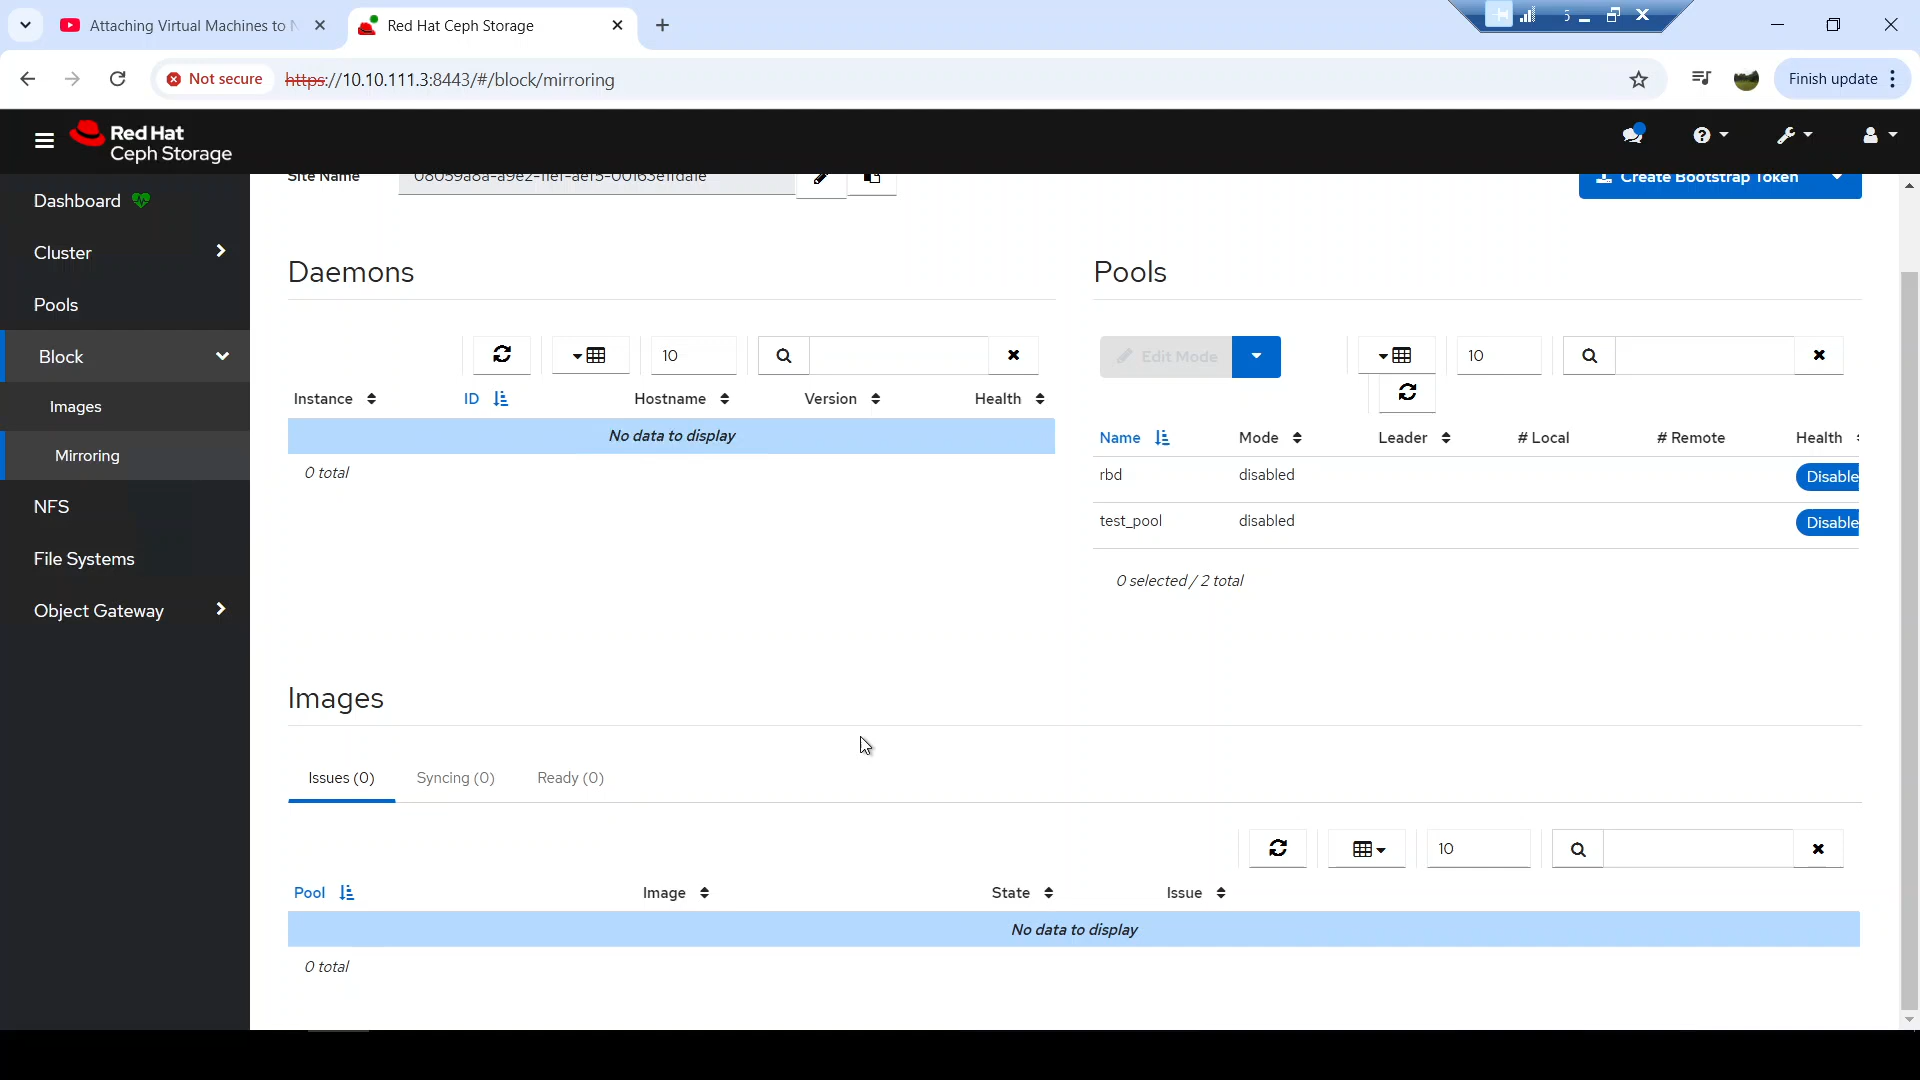 Attaching Virtual Machines to N
Red Hat Ceph Storage
5
Not secure
https://10.10.111.3:8443/#/block/mirroring
Finish update
Red Hat
Ceph Storage
Dashboard
Cluster
Pools
Block
Images
Mirroring
NFS
File Systems
Object Gateway
Site Name
Create Bootstrap Token
Daemons
10
Instance ID Hostname Version Health
No data to display
0 total
Pools
Edit Mode
10
Name Mode Leader # Local # Remote Health
rbd disabled Disable
test_pool disabled Disable
0 selected / 2 total
Images
Issues (0) Syncing (0) Ready (0)
10
Pool Image State Issue
No data to display
0 total